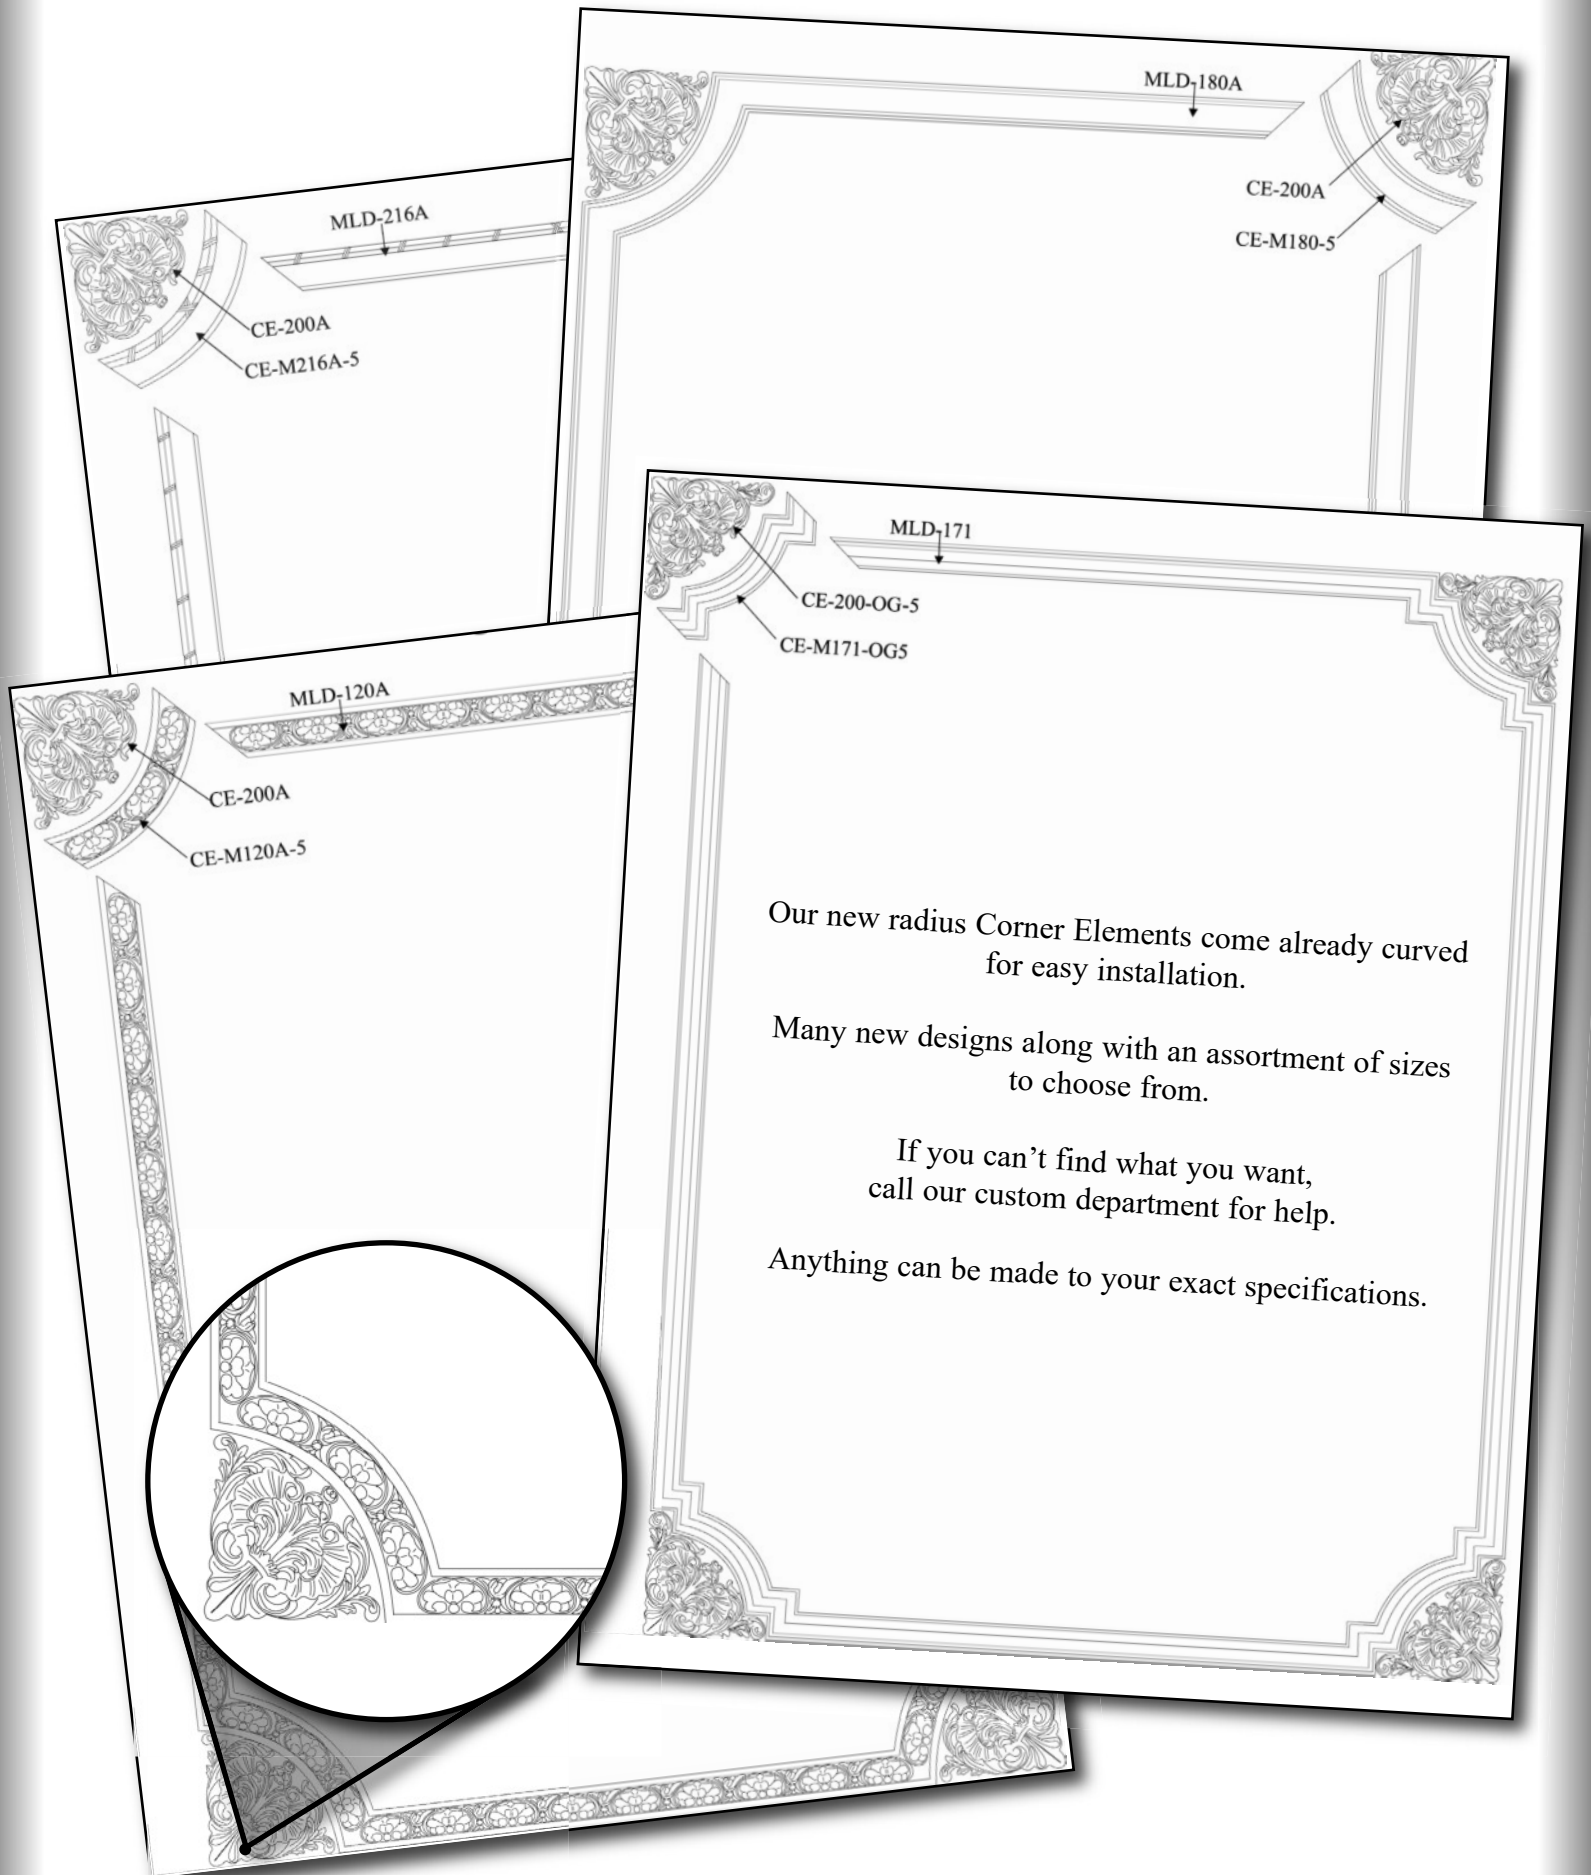 MLD-180A
CE-200A
CE-M180-5
MLD-216A
CE-200A
CE-M216A-5
MLD-171
CE-200-OG-5
CE-M171-OG5
MLD-120A
CE-200A
CE-M120A-5
Our new radius Corner Elements come already curved
for easy installation.
Many new designs along with an assortment of sizes
to choose from.
If you can’t find what you want,
call our custom department for help.
Anything can be made to your exact specifications.